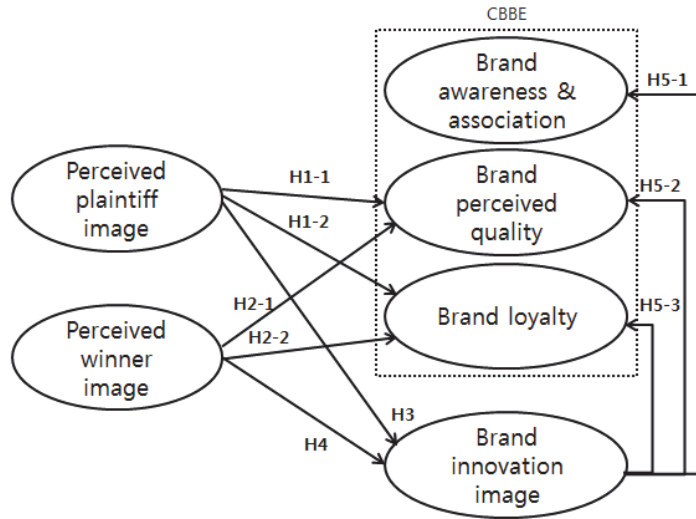 CBBE
Brand
awareness &
association
H5-1
Perceived
plaintiff
image
H1-1
Brand
perceived
quality
H5-2
H1-2
H2-1
Brand loyalty
H5-3
Perceived
winner
image
H2-2
H3
H4
Brand
innovation
image